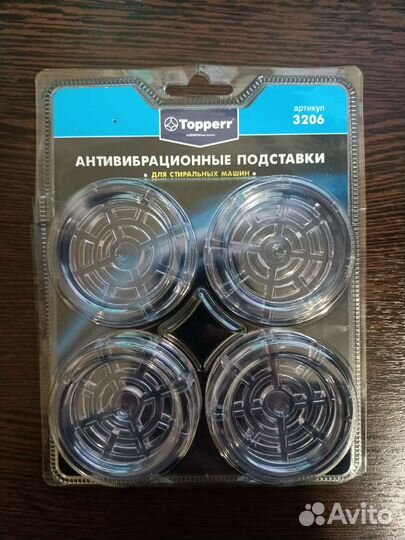 Topperr
артикул
3206
АНТИВИБРАЦИОННЫЕ ПОДСТАВКИ
• ДЛЯ СТИРАЛЬНЫХ МАШИН •
Avito